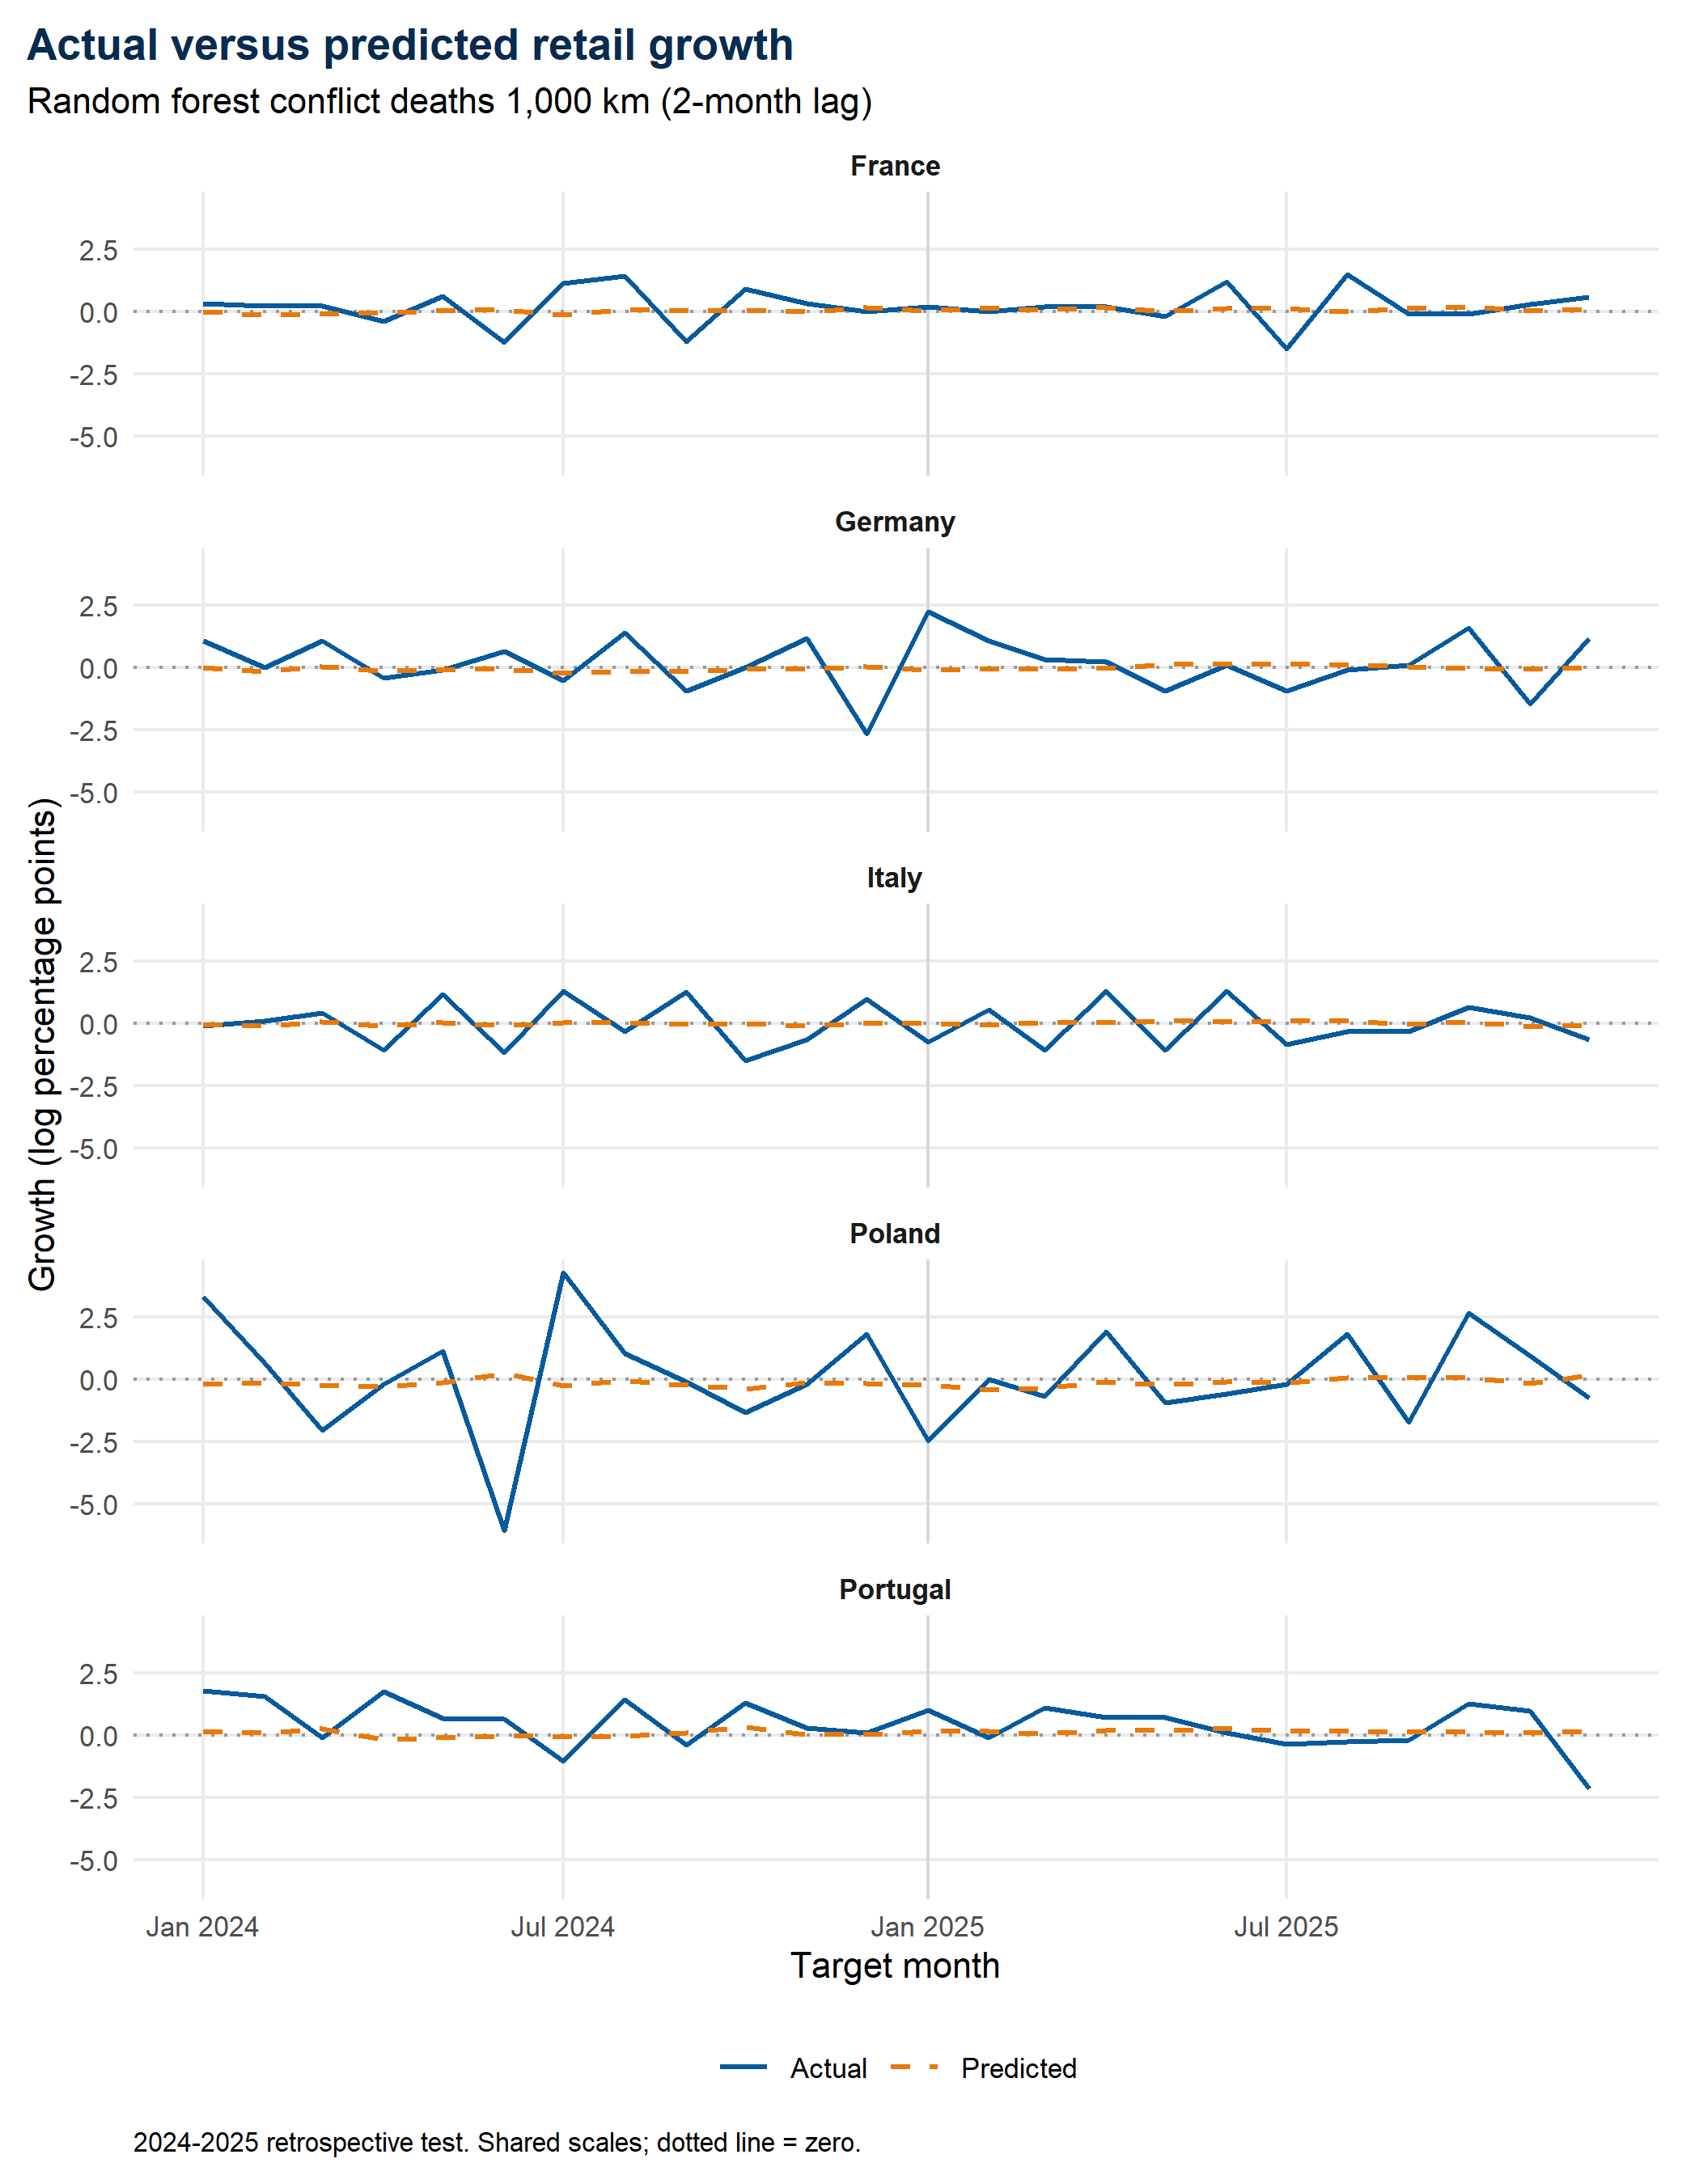 Actual versus predicted retail growth
Random forest conflict deaths 1,000 km (2-month lag)
France
2.5
0.0
-2.5
-5.0
Germany
2.5
0.0
-2.5
-5.0
Italy
2.5
0.0
-2.5
-5.0
Poland
2.5
0.0
-2.5
-5.0
Portugal
2.5
0.0
-2.5
-5.0
Growth (log percentage points)
Jan 2024 Jul 2024 Jan 2025 Jul 2025
Target month
Actual Predicted
2024-2025 retrospective test. Shared scales; dotted line = zero.